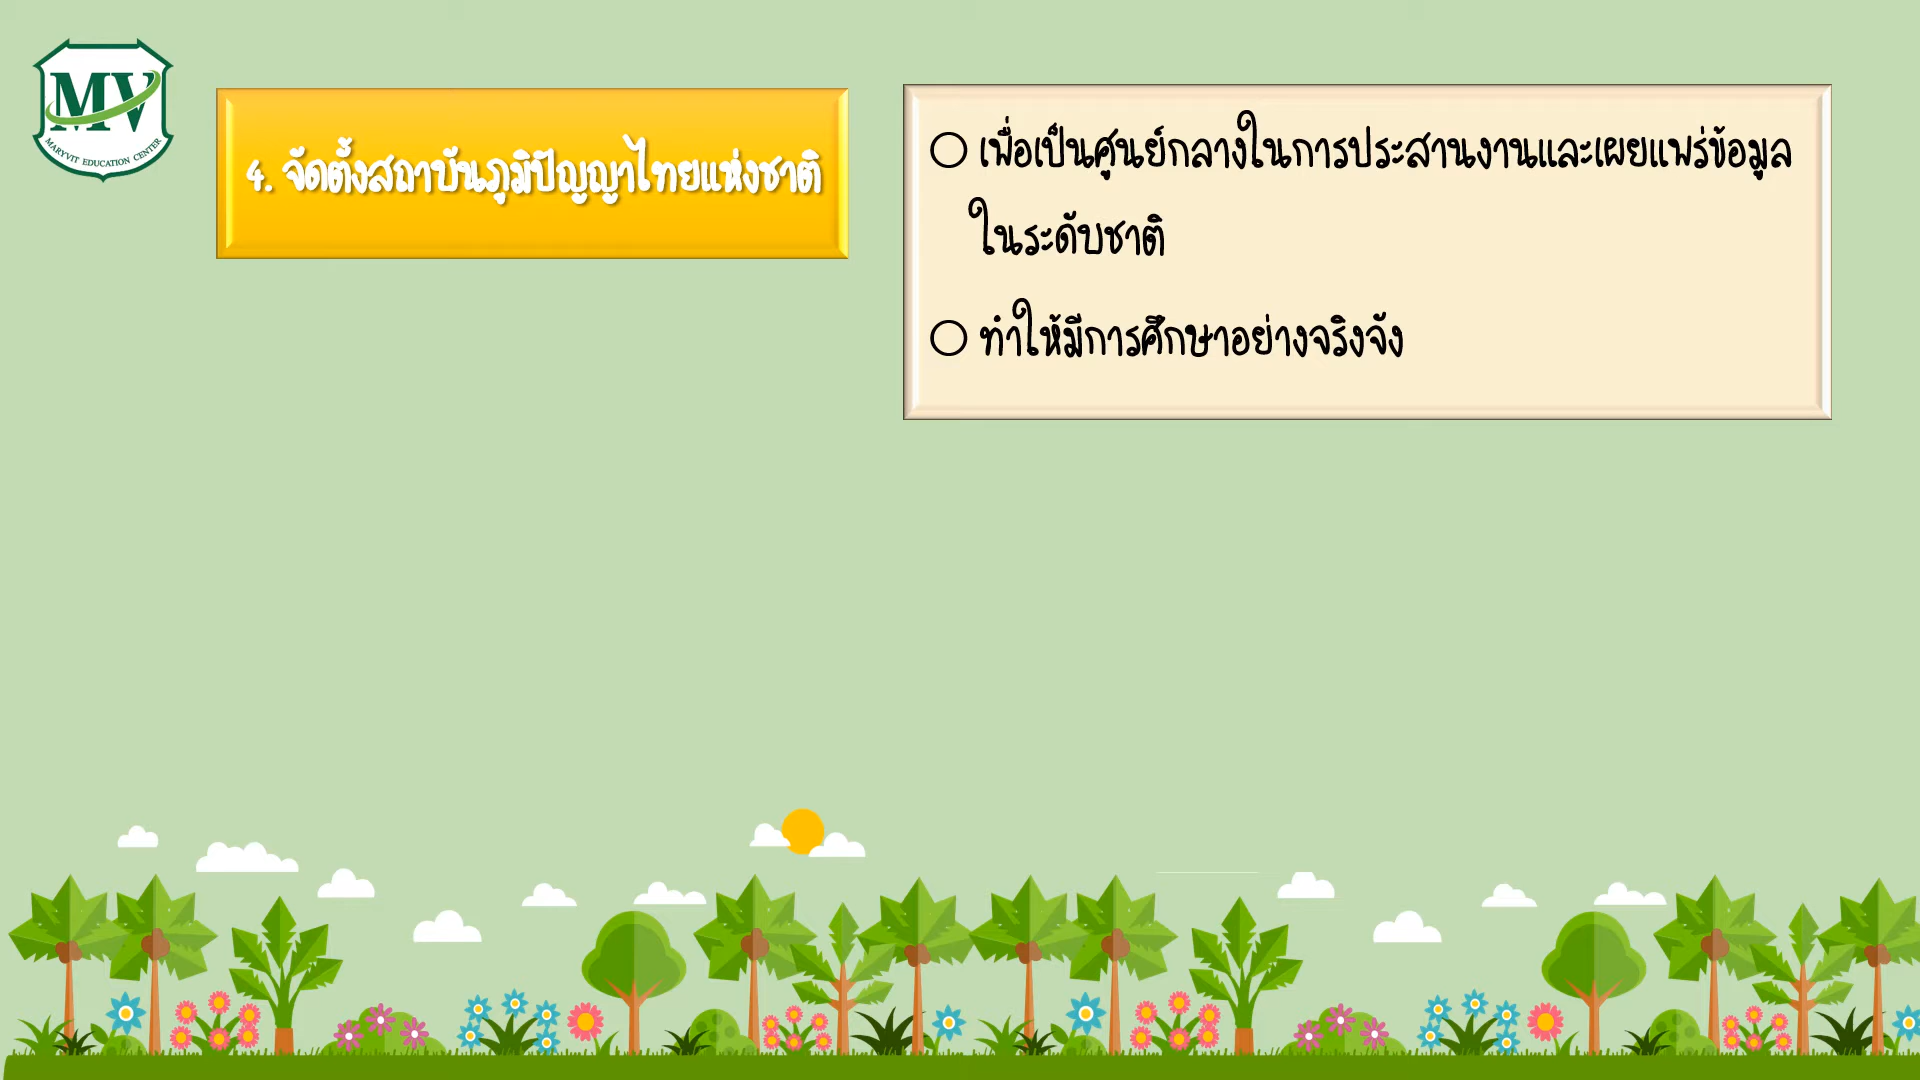 MV
MARYVIT EDUCATION CENTER
4. จัดตั้งสถาบันภูมิปัญญาไทยแห่งชาติ
○ เพื่อเป็นศูนย์กลางในการประสานงานและเผยแพร่ข้อมูล
ในระดับชาติ
○ ทำให้มีการศึกษาอย่างจริงจัง